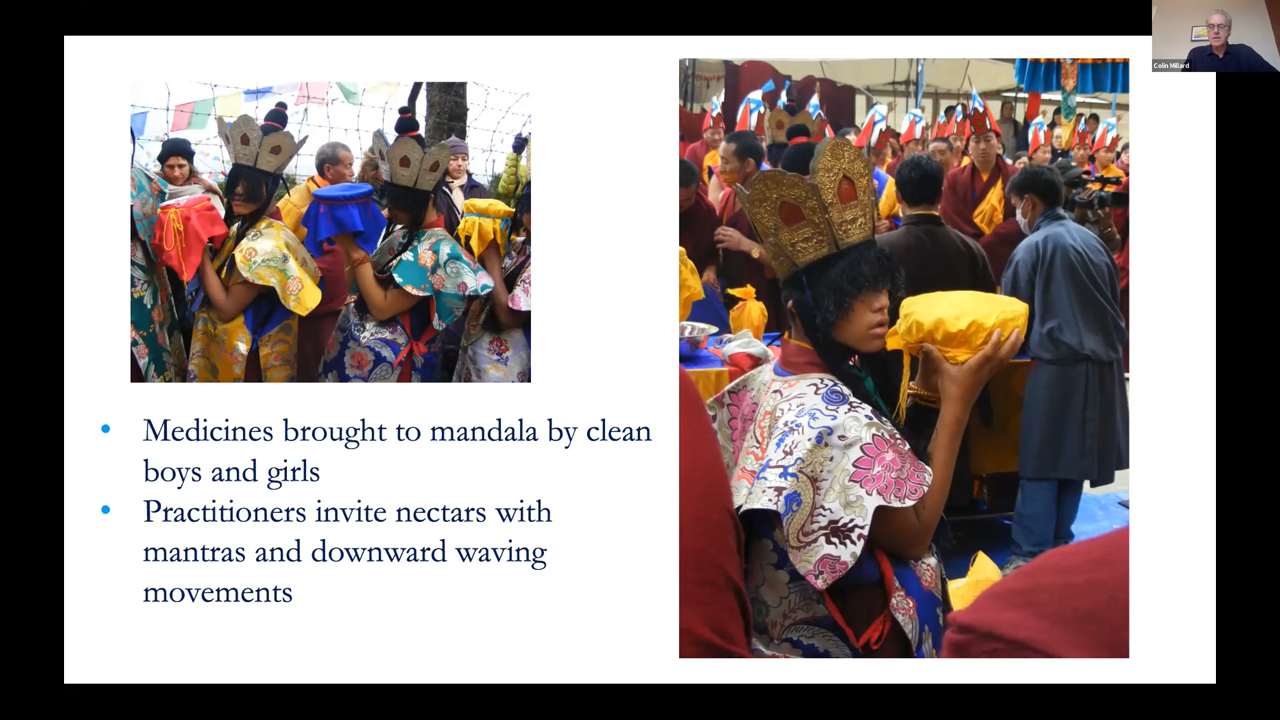 Colin Millard
• Medicines brought to mandala by clean
boys and girls
• Practitioners invite nectars with
mantras and downward waving
movements